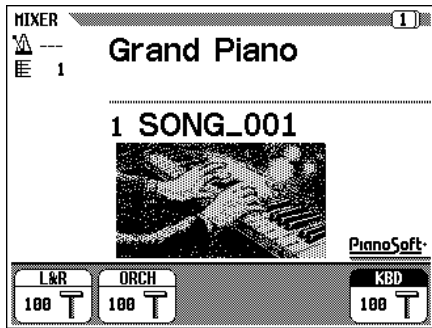 MIXER 1
---
1
Grand Piano
1 SONG_001
PianoSoft
L&R ORCH KBD
100 100 100